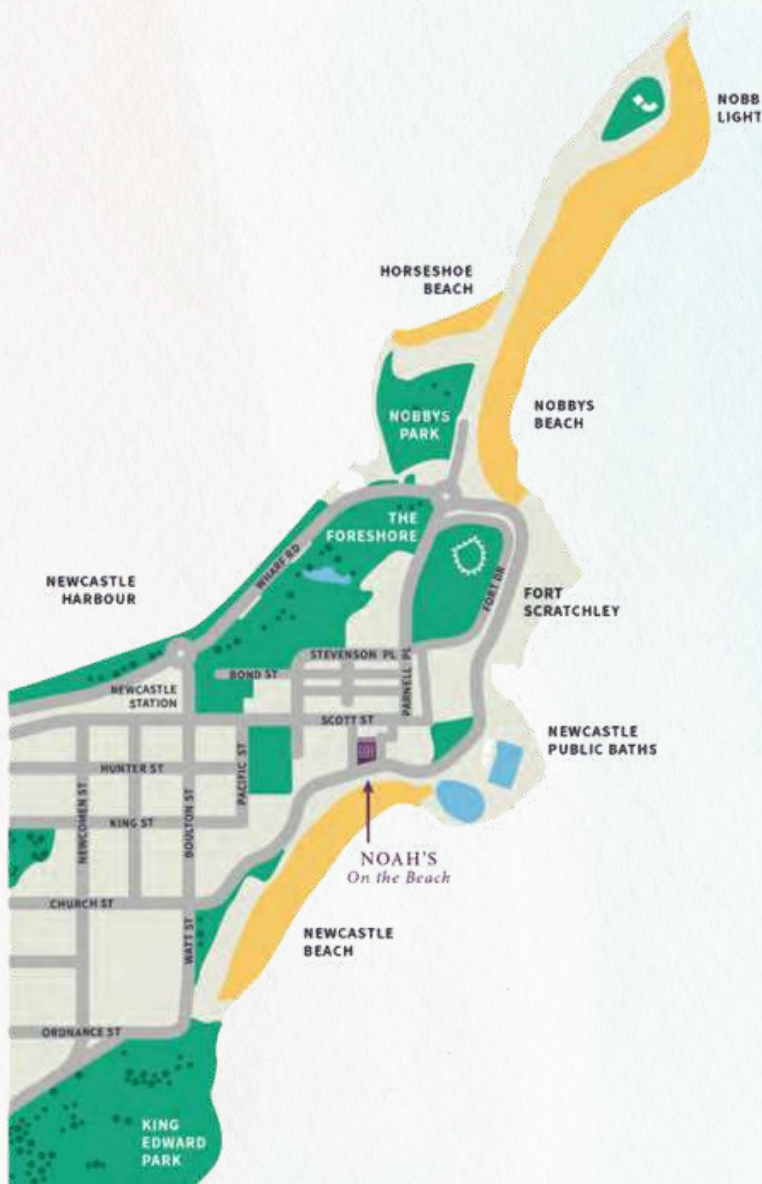 NOBB
LIGHT
HORSESHOE
BEACH
NOBBYS
PARK
NOBBYS
BEACH
THE
FORESHORE
WHARF RD
NEWCASTLE
HARBOUR
FORT DR
FORT
SCRATCHLEY
STEVENSON PL
PARNELL PL
BOND ST
NEWCASTLE
STATION
SCOTT ST
NEWCASTLE
PUBLIC BATHS
PACIFIC ST
HUNTER ST
NEWCOMEN ST
BOULTON ST
KING ST
NOAH'S
On the Beach
CHURCH ST
WATT ST
NEWCASTLE
BEACH
ORDNANCE ST
KING
EDWARD
PARK